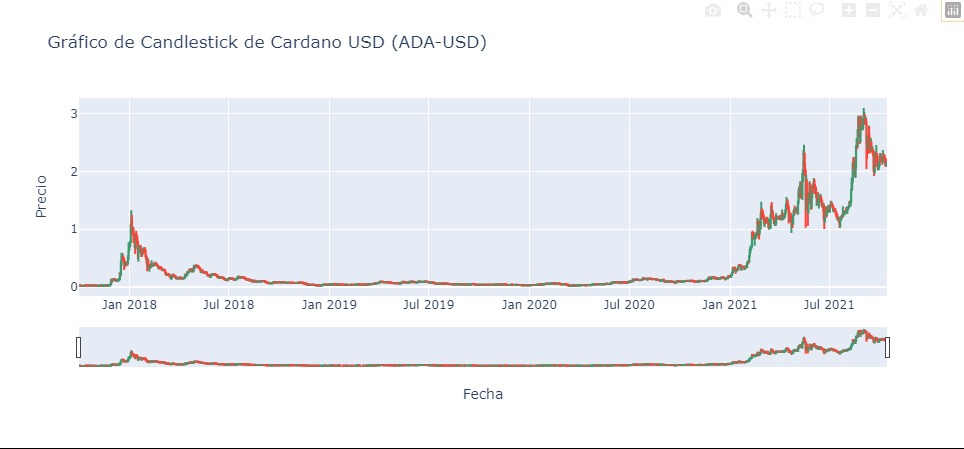 Gráfico de Candlestick de Cardano USD (ADA-USD)
3
2
1
0
Precio
Jan 2018 Jul 2018 Jan 2019 Jul 2019 Jan 2020 Jul 2020 Jan 2021 Jul 2021
Fecha